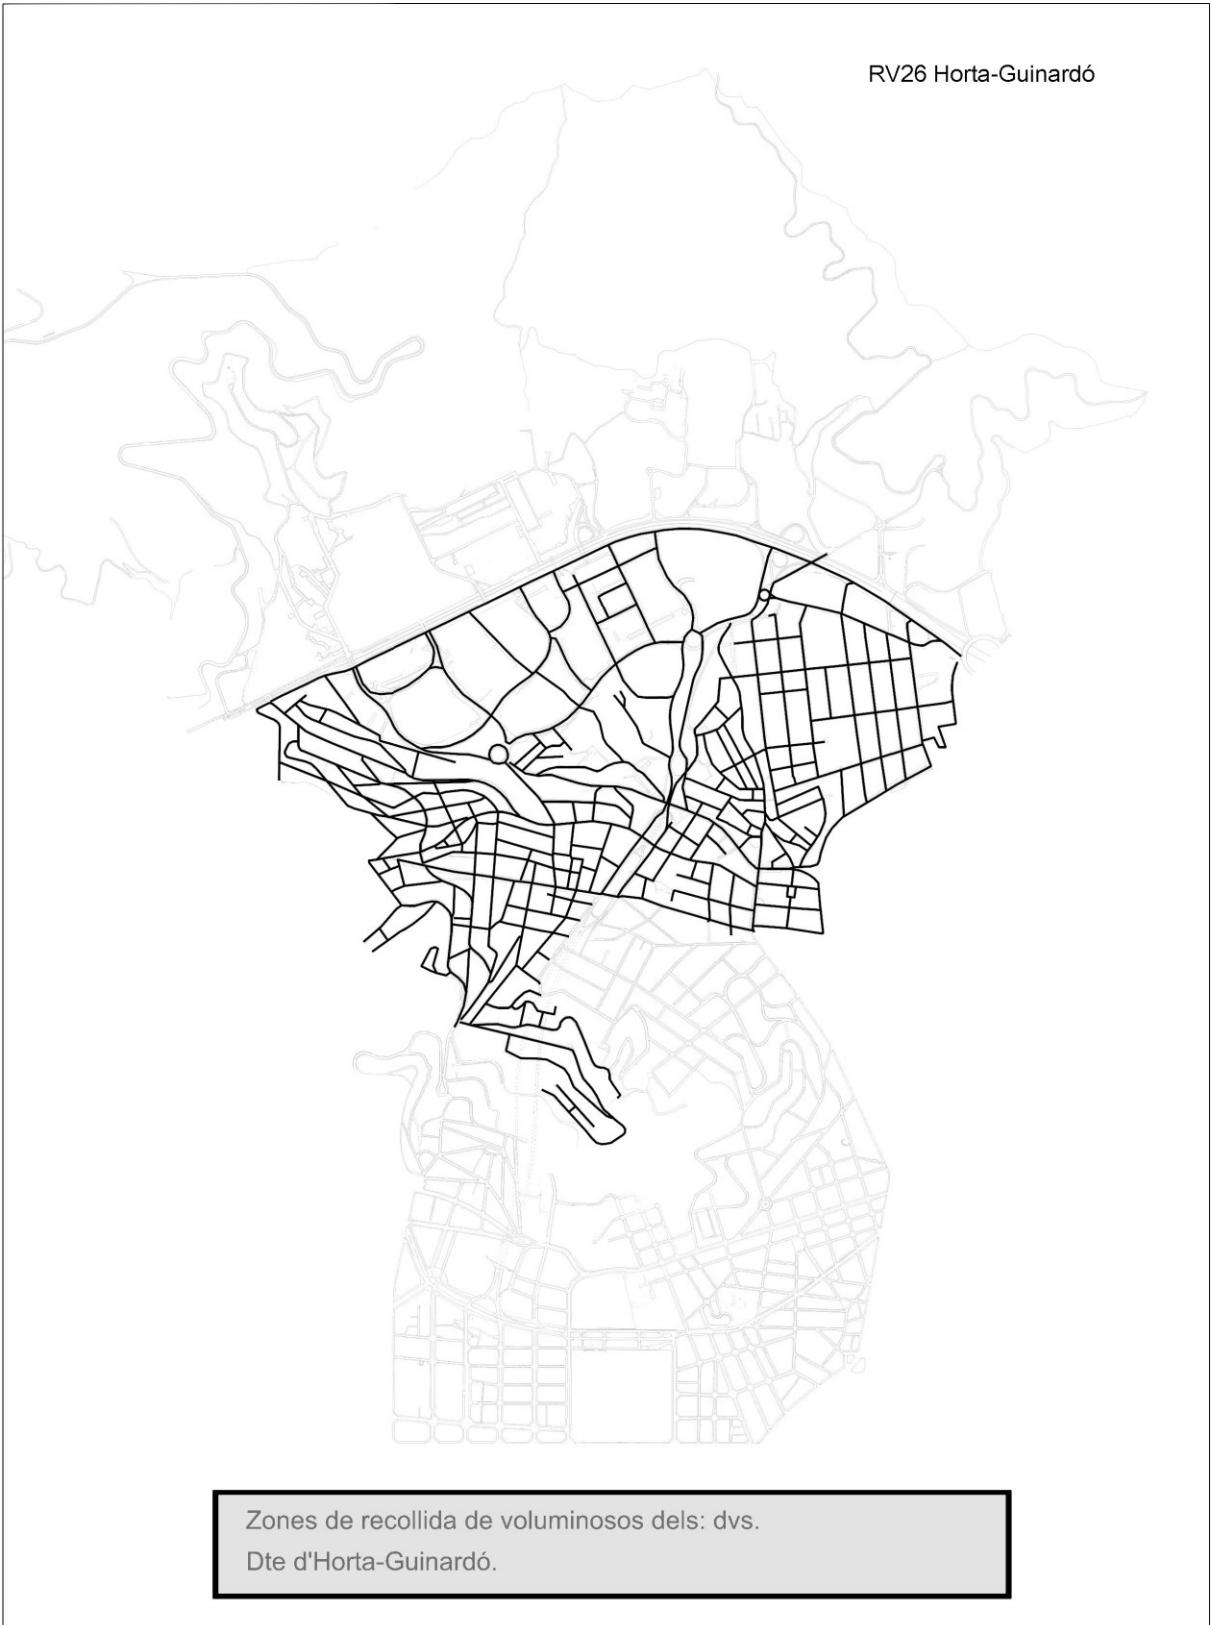 RV26 Horta-Guinardó
Zones de recollida de voluminosos dels: dvs.
Dte d'Horta-Guinardó.